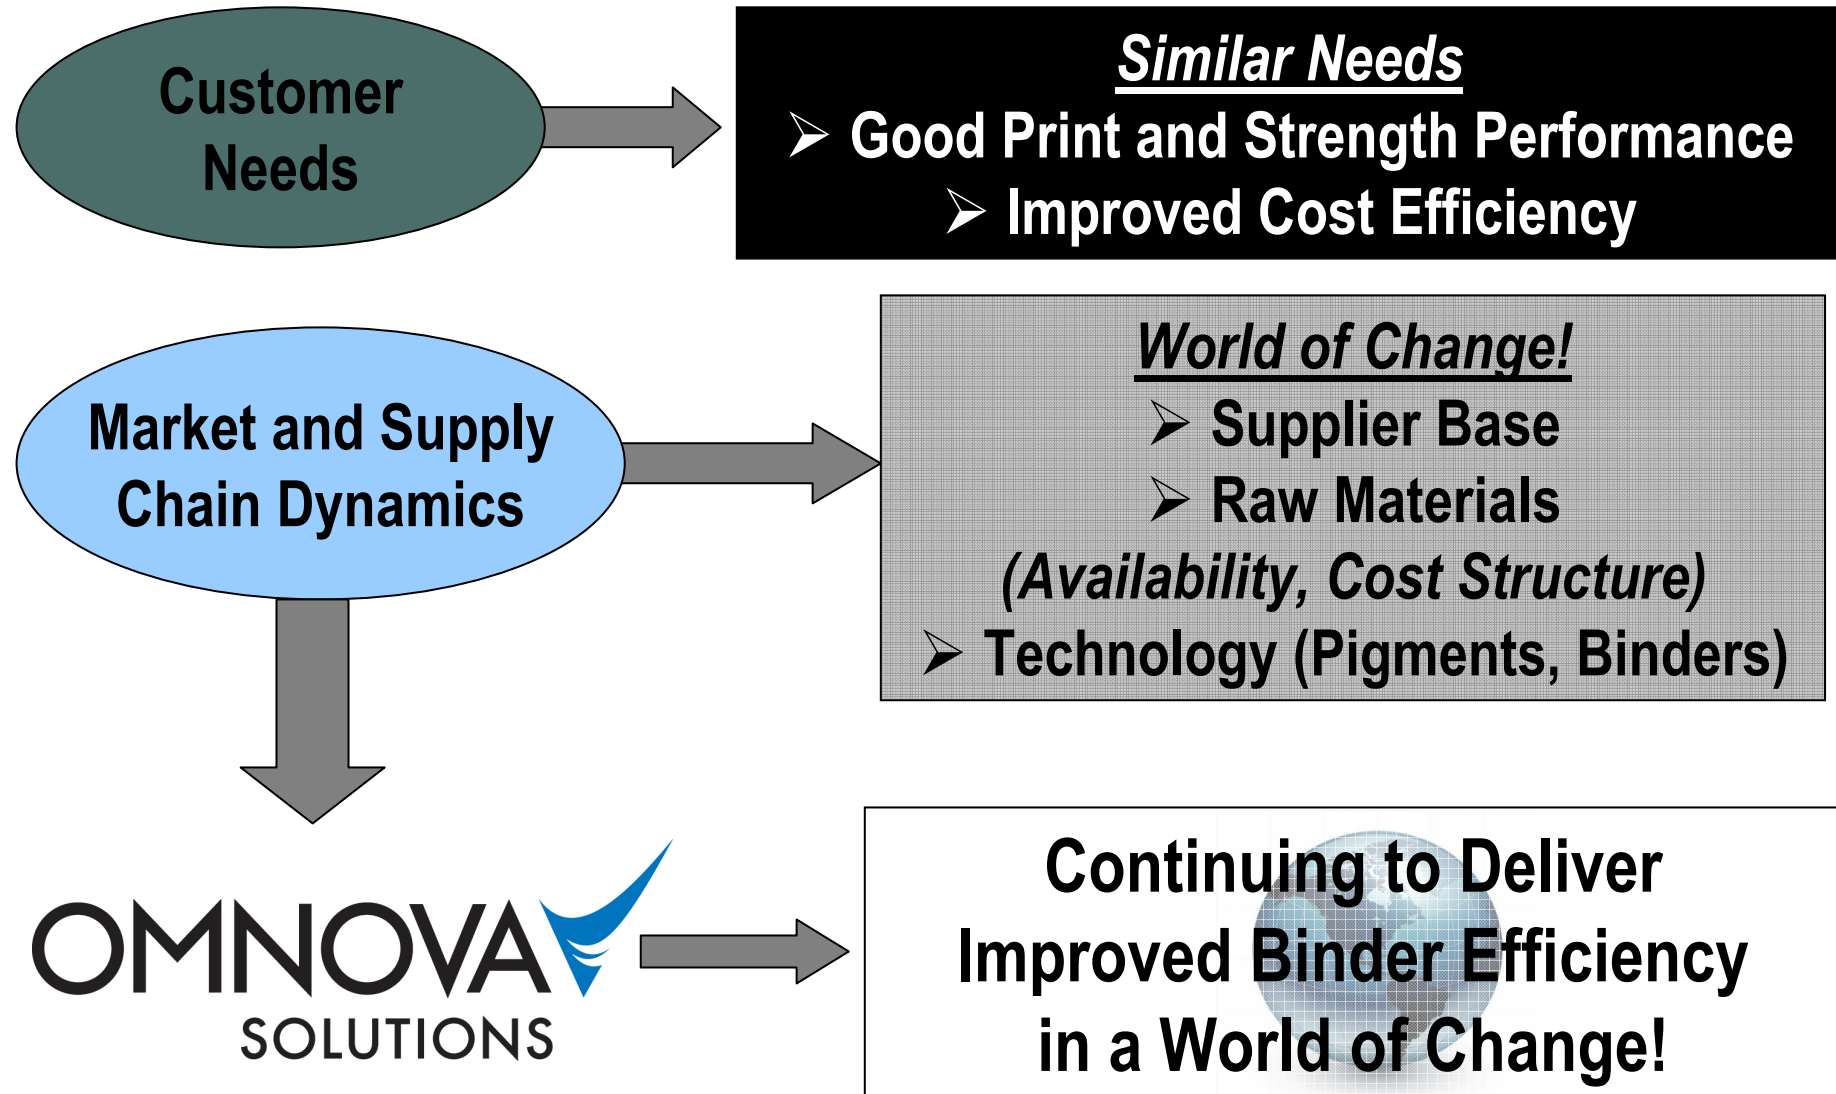 Customer
Needs
Similar Needs
➢ Good Print and Strength Performance
➢ Improved Cost Efficiency
Market and Supply
Chain Dynamics
World of Change!
➢ Supplier Base
➢ Raw Materials
(Availability, Cost Structure)
➢ Technology (Pigments, Binders)
OMNOVA
SOLUTIONS
Continuing to Deliver
Improved Binder Efficiency
in a World of Change!